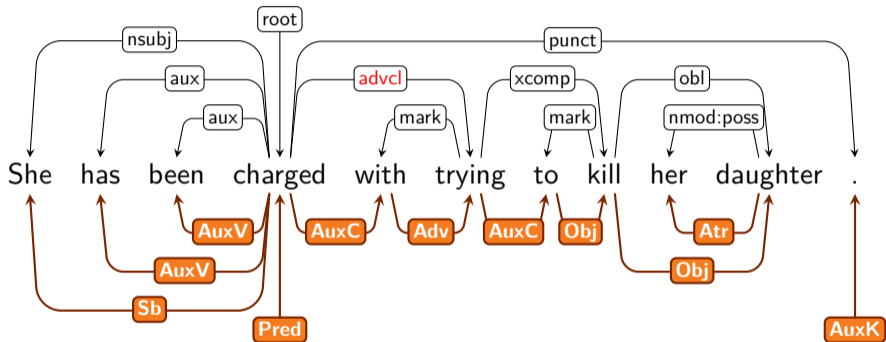 root
nsubj punct
aux advcl xcomp obl
aux mark mark nmod:poss
She has been charged with trying to kill her daughter .
AuxV AuxC Adv AuxC Obj Atr
AuxV Obj
Sb
Pred AuxK